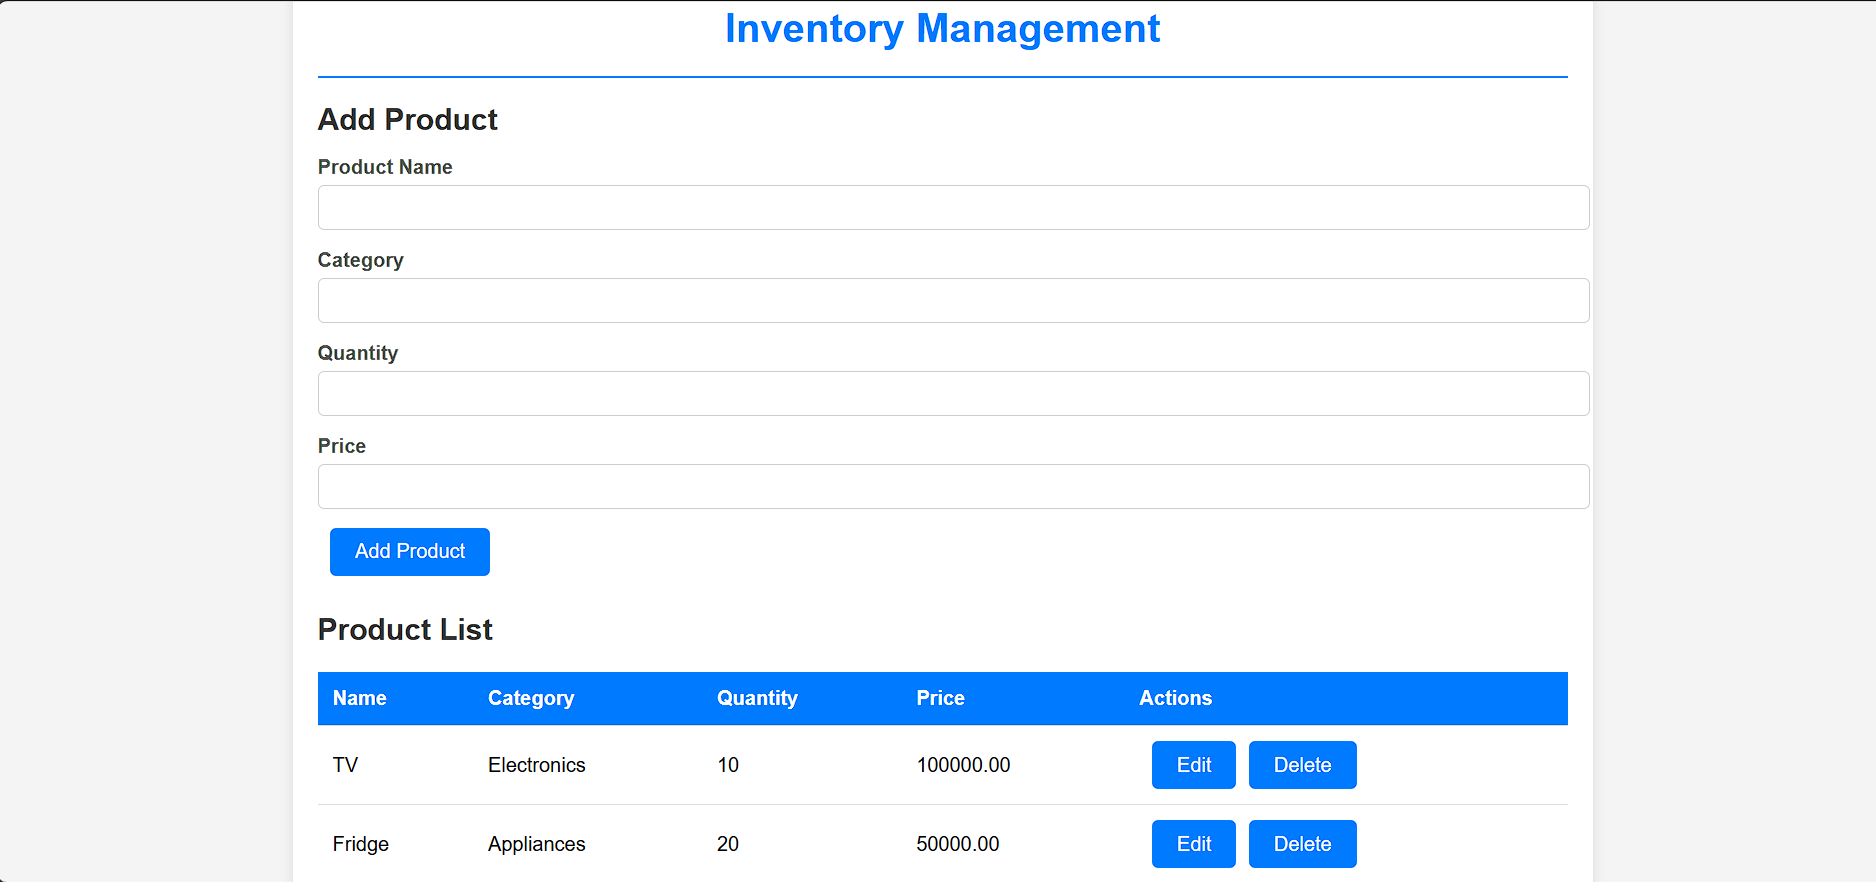 Inventory Management
Add Product
Product Name
Category
Quantity
Price
Add Product
Product List
Name Category Quantity Price Actions
TV Electronics 10 100000.00 Edit Delete
Fridge Appliances 20 50000.00 Edit Delete